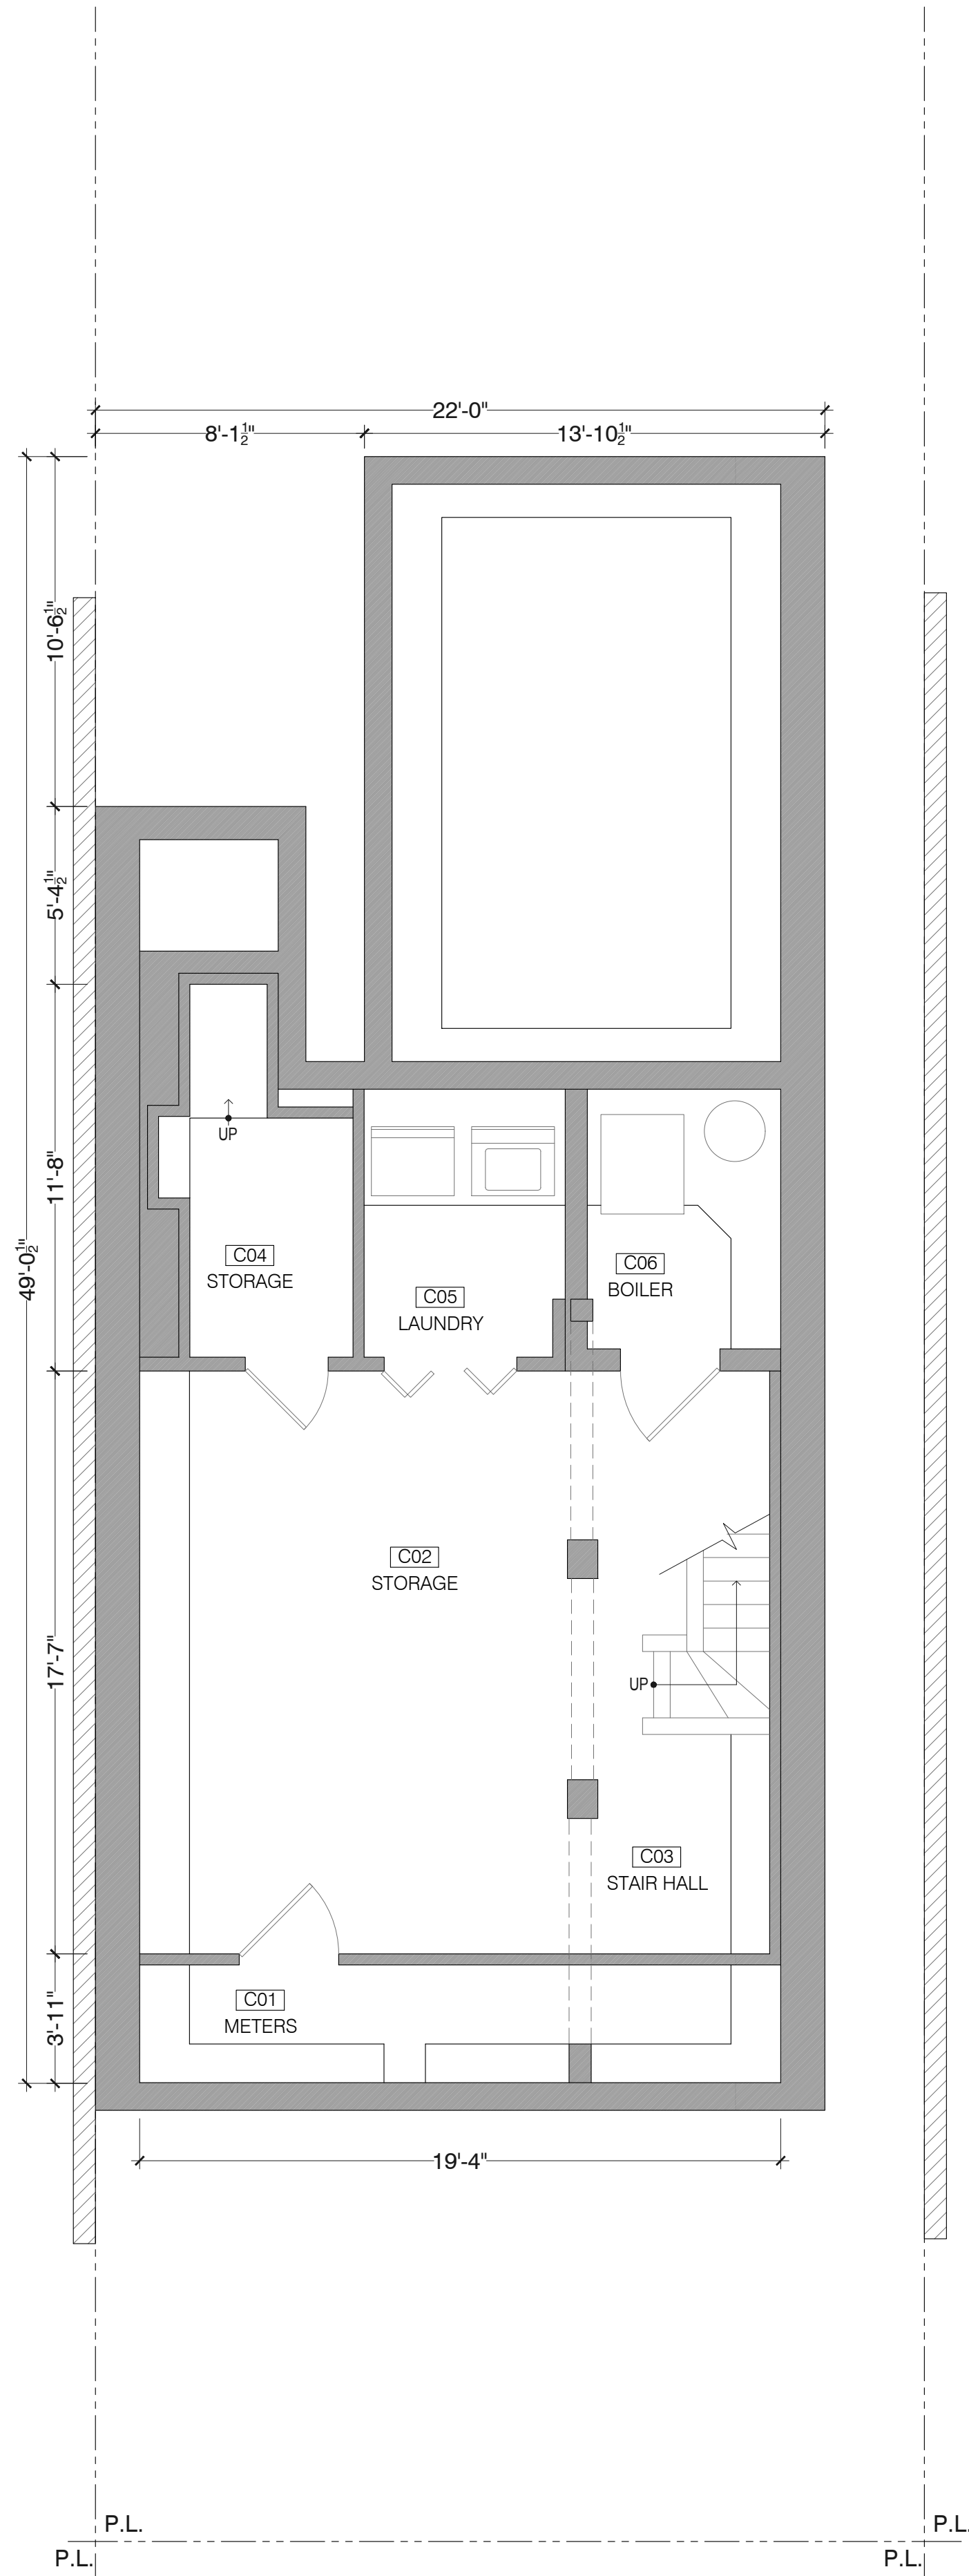 22'-0"
8'-1½"
13'-10½"
10'-6½"
5'-4½"
11'-8"
49'-0½"
17'-7"
3'-11"
UP
C04
STORAGE
C05
LAUNDRY
C06
BOILER
C02
STORAGE
UP
C03
STAIR HALL
C01
METERS
19'-4"
P.L.
P.L.
P.L.
P.L.